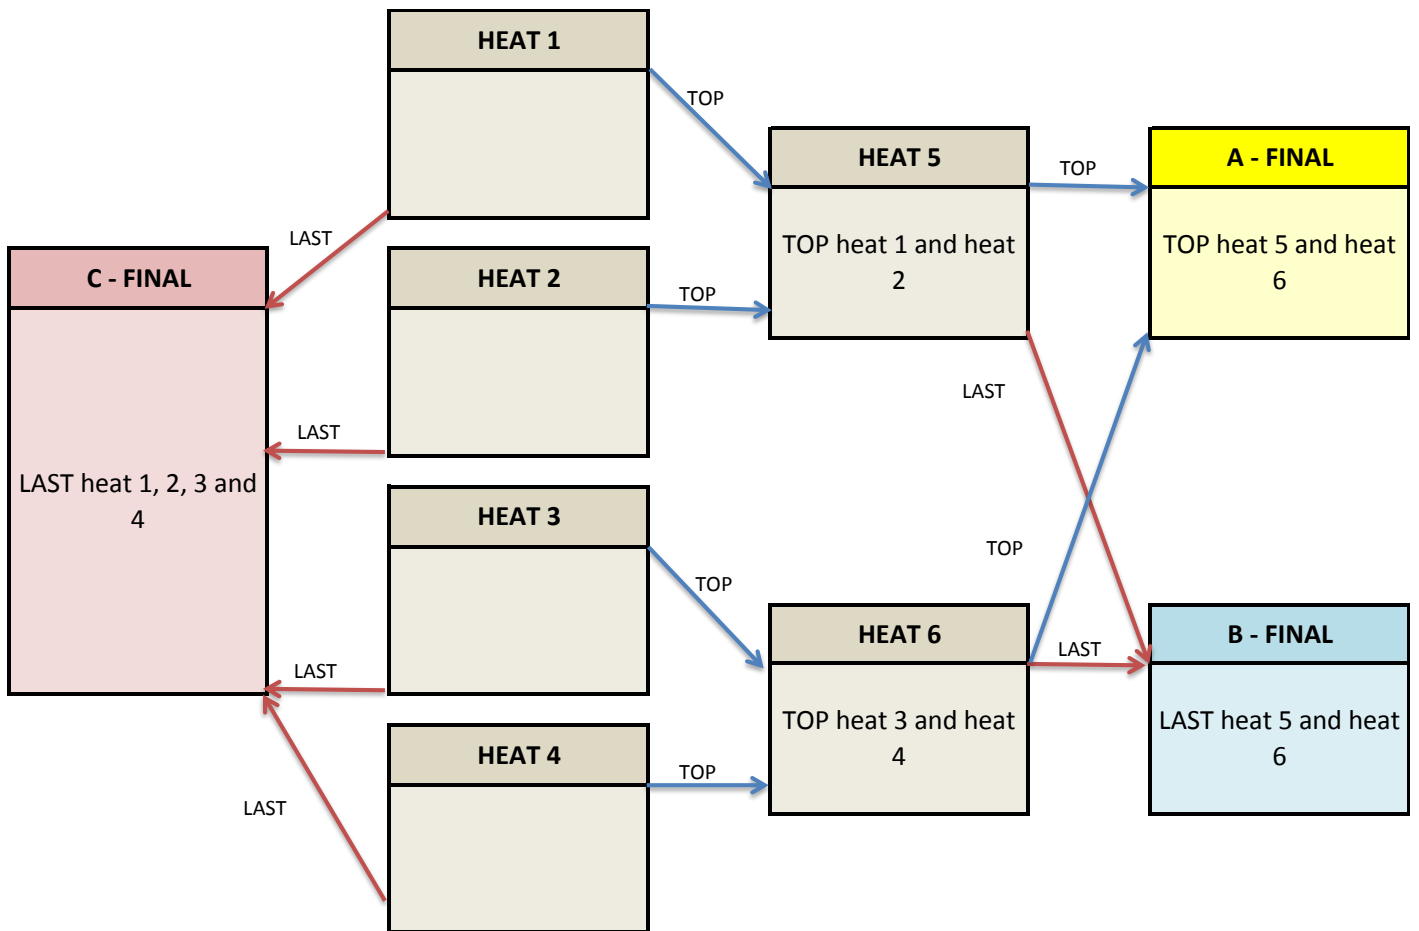 HEAT 1
TOP
HEAT 5
A - FINAL
TOP
LAST
TOP heat 1 and heat
2
TOP heat 5 and heat
6
C - FINAL
HEAT 2
TOP
LAST
LAST
LAST heat 1, 2, 3 and
4
HEAT 3
TOP
TOP
HEAT 6
B - FINAL
LAST
LAST
TOP heat 3 and heat
4
LAST heat 5 and heat
6
HEAT 4
TOP
LAST